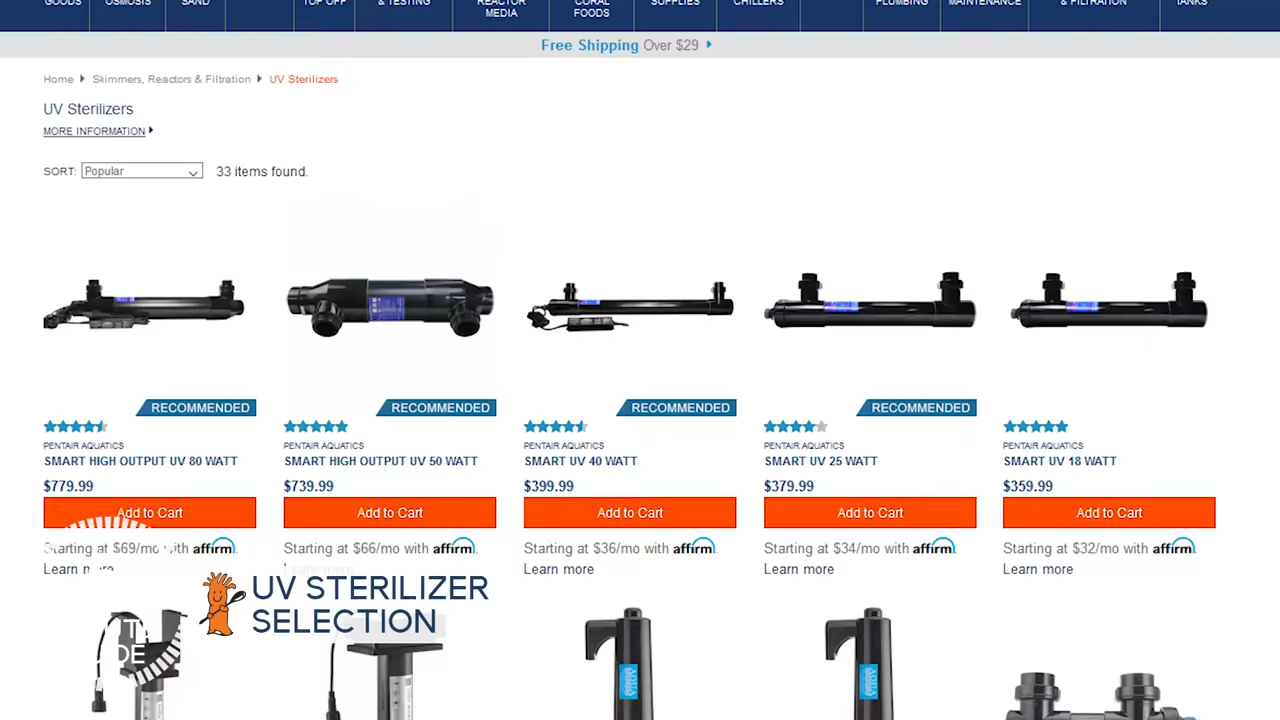 GOODS OSMOSIS SAND TOP OFF & TESTING REACTOR MEDIA CORAL FOODS SUPPLIES CHILLERS PLUMBING MAINTENANCE & FILTRATION TANKS
Free Shipping Over $29
Home Skimmers, Reactors & Filtration UV Sterilizers
UV Sterilizers
MORE INFORMATION
SORT: Popular 33 items found.
RECOMMENDED RECOMMENDED RECOMMENDED RECOMMENDED
PENTAIR AQUATICS PENTAIR AQUATICS PENTAIR AQUATICS PENTAIR AQUATICS PENTAIR AQUATICS
SMART HIGH OUTPUT UV 80 WATT SMART HIGH OUTPUT UV 50 WATT SMART UV 40 WATT SMART UV 25 WATT SMART UV 18 WATT
$779.99 $739.99 $399.99 $379.99 $359.99
Add to Cart Add to Cart Add to Cart Add to Cart Add to Cart
Starting at $69/mo with affirm Starting at $66/mo with affirm Starting at $36/mo with affirm Starting at $34/mo with affirm Starting at $32/mo with affirm
Learn more Learn more Learn more Learn more Learn more
UV STERILIZER
SELECTION
AQUA
AQUA